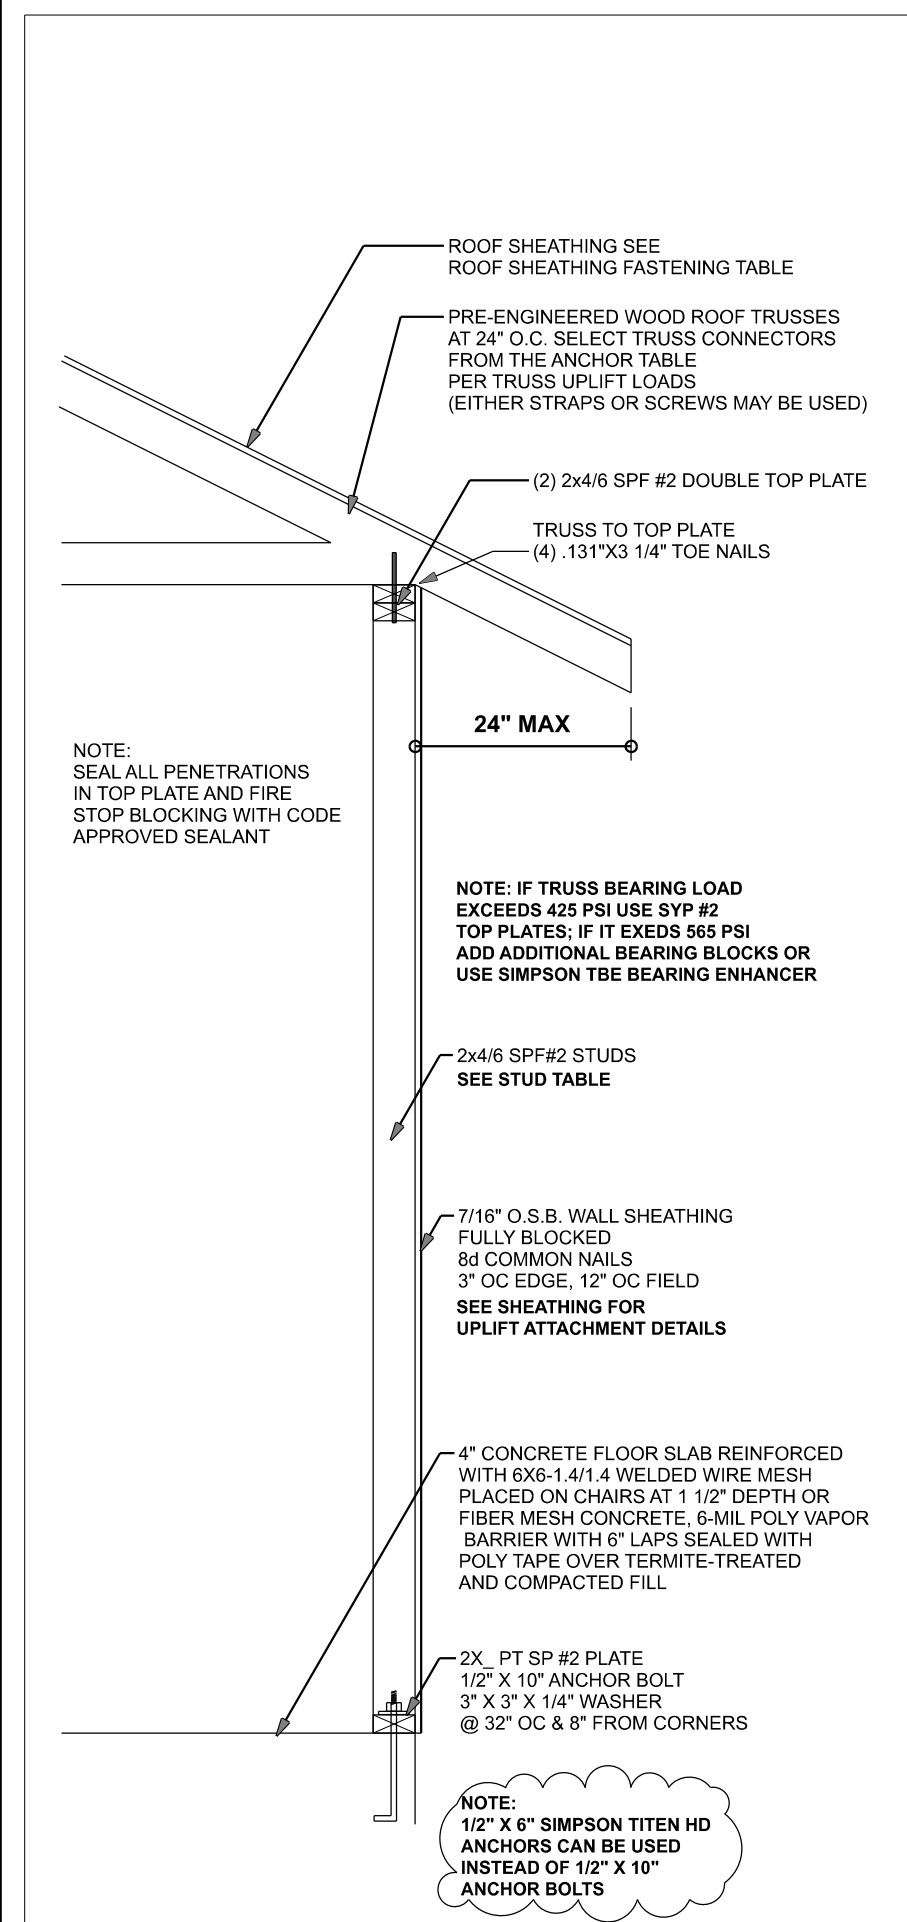 ROOF SHEATHING SEE
ROOF SHEATHING FASTENING TABLE
PRE-ENGINEERED WOOD ROOF TRUSSES
AT 24" O.C. SELECT TRUSS CONNECTORS
FROM THE ANCHOR TABLE
PER TRUSS UPLIFT LOADS
(EITHER STRAPS OR SCREWS MAY BE USED)
(2) 2x4/6 SPF #2 DOUBLE TOP PLATE
TRUSS TO TOP PLATE
(4) .131"X3 1/4" TOE NAILS
24" MAX
NOTE:
SEAL ALL PENETRATIONS
IN TOP PLATE AND FIRE
STOP BLOCKING WITH CODE
APPROVED SEALANT
NOTE: IF TRUSS BEARING LOAD
EXCEEDS 425 PSI USE SYP #2
TOP PLATES; IF IT EXEDS 565 PSI
ADD ADDITIONAL BEARING BLOCKS OR
USE SIMPSON TBE BEARING ENHANCER
2x4/6 SPF#2 STUDS
SEE STUD TABLE
7/16" O.S.B. WALL SHEATHING
FULLY BLOCKED
8d COMMON NAILS
3" OC EDGE, 12" OC FIELD
SEE SHEATHING FOR
UPLIFT ATTACHMENT DETAILS
4" CONCRETE FLOOR SLAB REINFORCED
WITH 6X6-1.4/1.4 WELDED WIRE MESH
PLACED ON CHAIRS AT 1 1/2" DEPTH OR
FIBER MESH CONCRETE, 6-MIL POLY VAPOR
BARRIER WITH 6" LAPS SEALED WITH
POLY TAPE OVER TERMITE-TREATED
AND COMPACTED FILL
2X_ PT SP #2 PLATE
1/2" X 10" ANCHOR BOLT
3" X 3" X 1/4" WASHER
@ 32" OC & 8" FROM CORNERS
NOTE:
1/2" X 6" SIMPSON TITEN HD
ANCHORS CAN BE USED
INSTEAD OF 1/2" X 10"
ANCHOR BOLTS